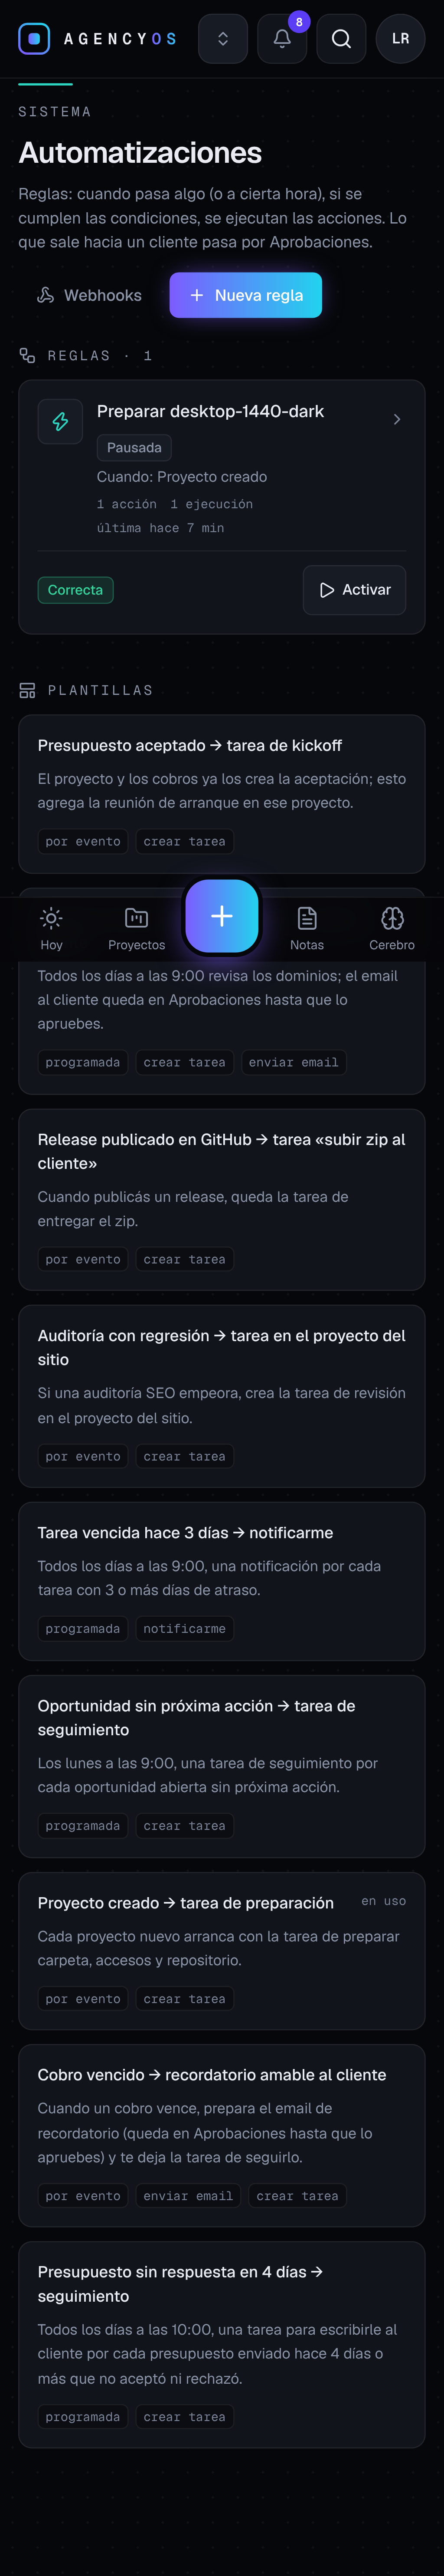 AGENCYOS
8
LR
SISTEMA
Automatizaciones
Reglas: cuando pasa algo (o a cierta hora), si se
cumplen las condiciones, se ejecutan las acciones. Lo
que sale hacia un cliente pasa por Aprobaciones.
Webhooks
Nueva regla
REGLAS · 1
Preparar desktop-1440-dark
Pausada
Cuando: Proyecto creado
1 acción 1 ejecución
última hace 7 min
Correcta
Activar
PLANTILLAS
Presupuesto aceptado → tarea de kickoff
El proyecto y los cobros ya los crea la aceptación; esto
agrega la reunión de arranque en ese proyecto.
por evento crear tarea
Hoy Proyectos Notas Cerebro
Todos los días a las 9:00 revisa los dominios; el email
al cliente queda en Aprobaciones hasta que lo
apruebes.
programada crear tarea enviar email
Release publicado en GitHub → tarea «subir zip al
cliente»
Cuando publicás un release, queda la tarea de
entregar el zip.
por evento crear tarea
Auditoría con regresión → tarea en el proyecto del
sitio
Si una auditoría SEO empeora, crea la tarea de revisión
en el proyecto del sitio.
por evento crear tarea
Tarea vencida hace 3 días → notificarme
Todos los días a las 9:00, una notificación por cada
tarea con 3 o más días de atraso.
programada notificarme
Oportunidad sin próxima acción → tarea de
seguimiento
Los lunes a las 9:00, una tarea de seguimiento por
cada oportunidad abierta sin próxima acción.
programada crear tarea
Proyecto creado → tarea de preparación en uso
Cada proyecto nuevo arranca con la tarea de preparar
carpeta, accesos y repositorio.
por evento crear tarea
Cobro vencido → recordatorio amable al cliente
Cuando un cobro vence, prepara el email de
recordatorio (queda en Aprobaciones hasta que lo
apruebes) y te deja la tarea de seguirlo.
por evento enviar email crear tarea
Presupuesto sin respuesta en 4 días →
seguimiento
Todos los días a las 10:00, una tarea para escribirle al
cliente por cada presupuesto enviado hace 4 días o
más que no aceptó ni rechazó.
programada crear tarea